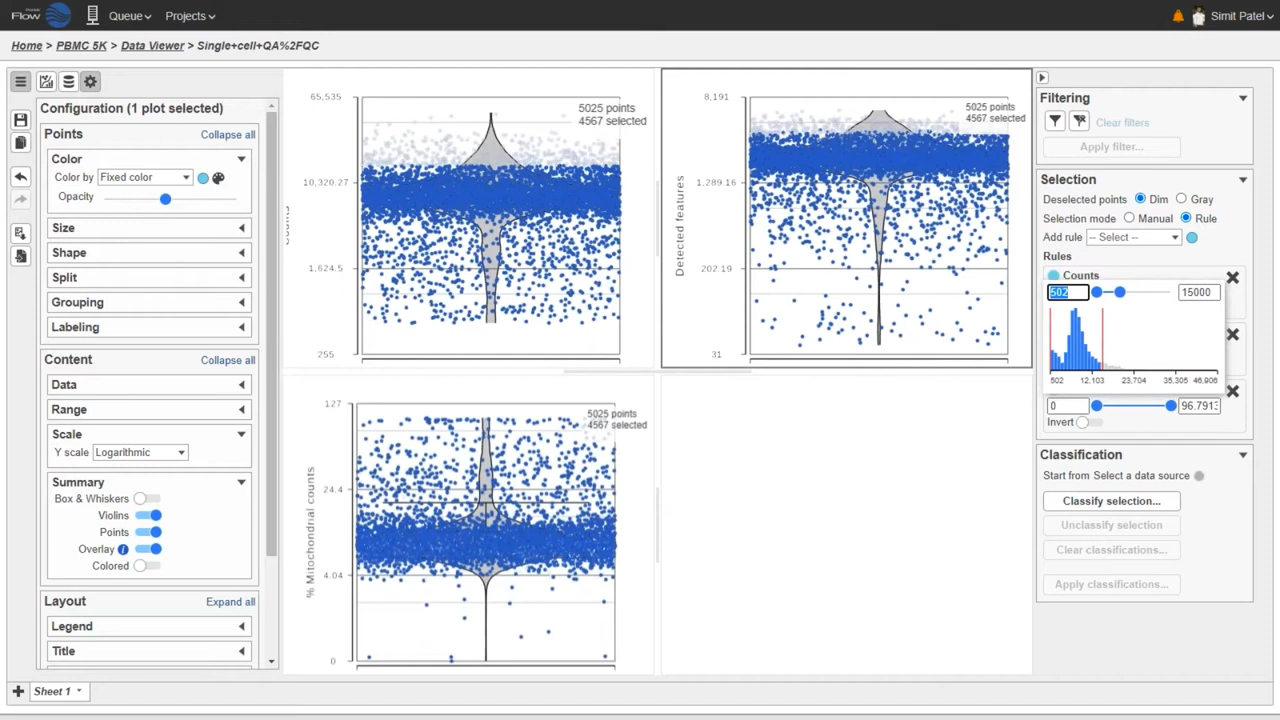 Flow Queue Projects Simit Patel
Home > PBMC 5K > Data Viewer > Single+cell+QA%2FQC
Configuration (1 plot selected)
Points Collapse all
Color
Color by Fixed color
Opacity
Size
Shape
Split
Grouping
Labeling
Content Collapse all
Data
Range
Scale
Y scale Logarithmic
Summary
Box & Whiskers
Violins
Points
Overlay i
Colored
Layout Expand all
Legend
Title
65,535
5025 points
4567 selected
10,320.27
1,624.5
255
8,191
5025 points
4567 selected
1,289.16
Detected features
202.19
31
127
5025 points
4567 selected
24.4
% Mitochondrial counts
4.04
0
Filtering
Clear filters
Apply filter...
Selection
Deselected points Dim Gray
Selection mode Manual Rule
Add rule -- Select --
Rules
Counts
502 15000
502 12,103 23,704 35,305 46,906
0 96.7913
Invert
Classification
Start from Select a data source
Classify selection...
Unclassify selection
Clear classifications...
Apply classifications...
Sheet 1